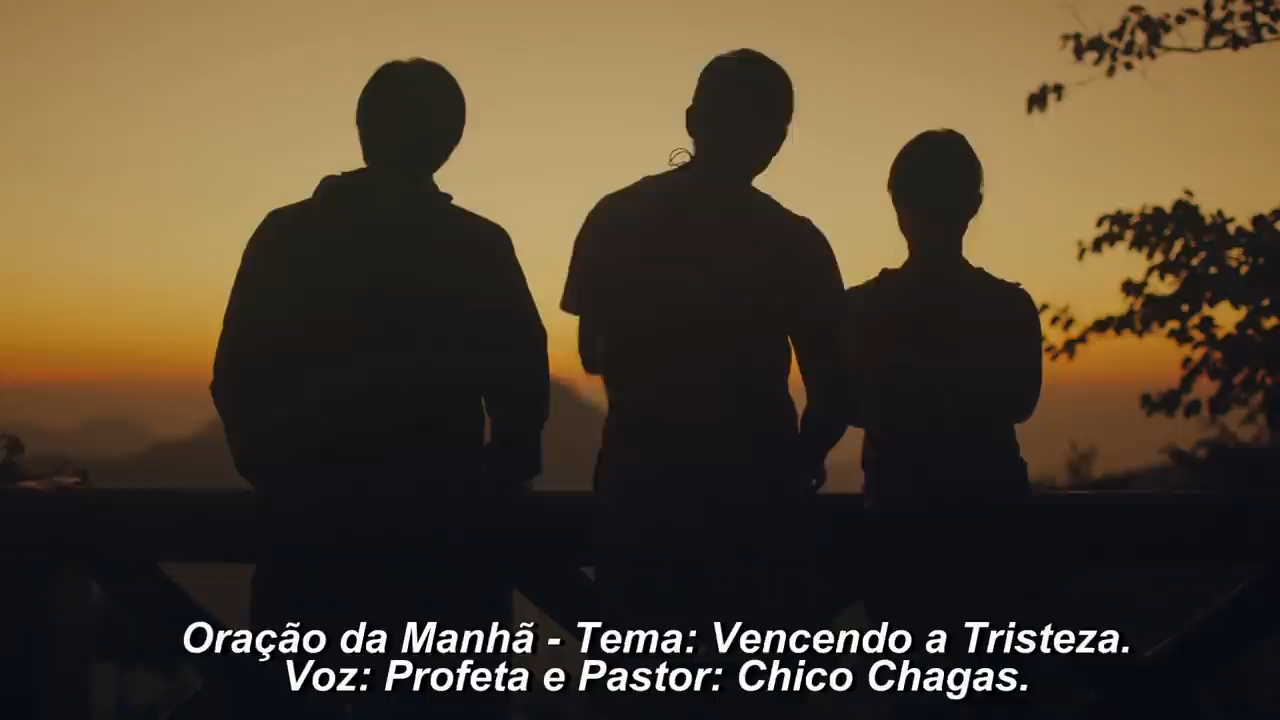 Oração da Manhã - Tema: Vencendo a Tristeza.
Voz: Profeta e Pastor: Chico Chagas.